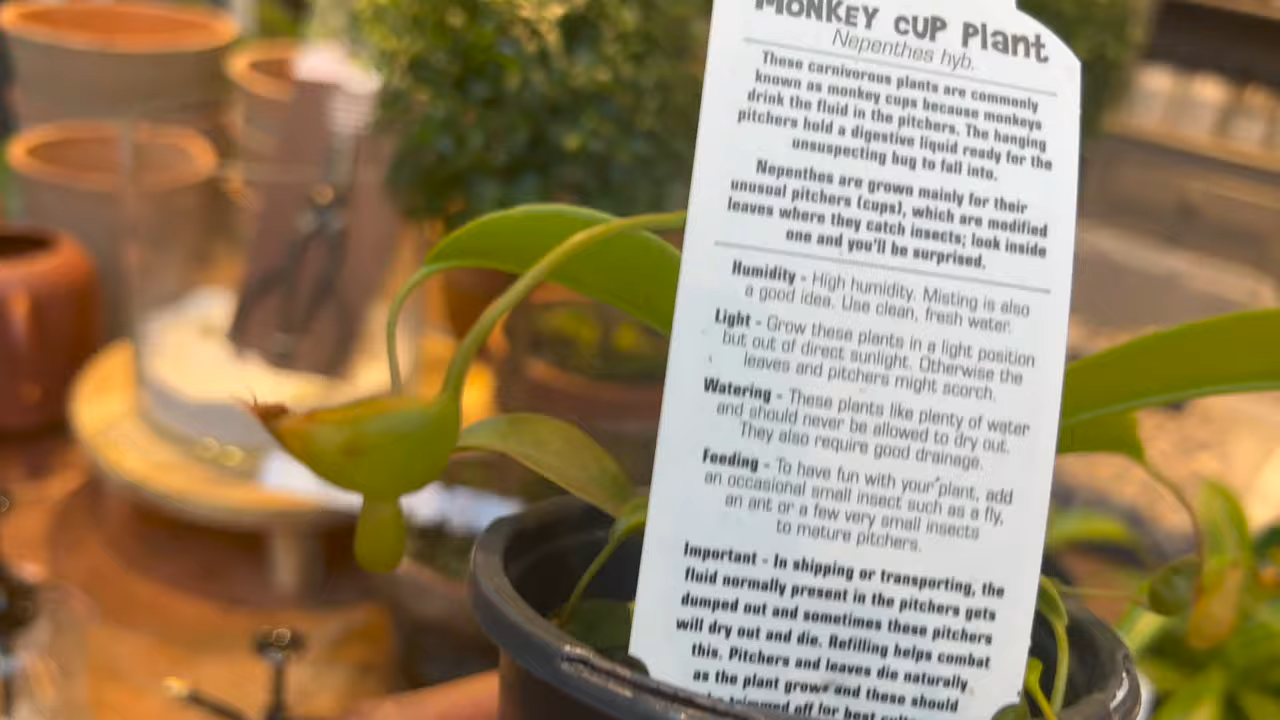 MONKEY CUP Plant
Nepenthes hyb.
These carnivorous plants are commonly
known as monkey cups because monkeys
drink the fluid in the pitchers. The hanging
pitchers hold a digestive liquid ready for the
unsuspecting bug to fall into.
Nepenthes are grown mainly for their
unusual pitchers (cups), which are modified
leaves where they catch insects; look inside
one and you'll be surprised.
Humidity - High humidity. Misting is also
a good idea. Use clean, fresh water.
Light - Grow these plants in a light position
but out of direct sunlight. Otherwise the
leaves and pitchers might scorch.
Watering - These plants like plenty of water
and should never be allowed to dry out.
They also require good drainage.
Feeding - To have fun with your plant, add
an occasional small insect such as a fly,
an ant or a few very small insects
to mature pitchers.
Important - In shipping or transporting, the
fluid normally present in the pitchers gets
dumped out and sometimes these pitchers
will dry out and die. Refilling helps combat
this. Pitchers and leaves die naturally
as the plant grows and these should
trimmed off for best